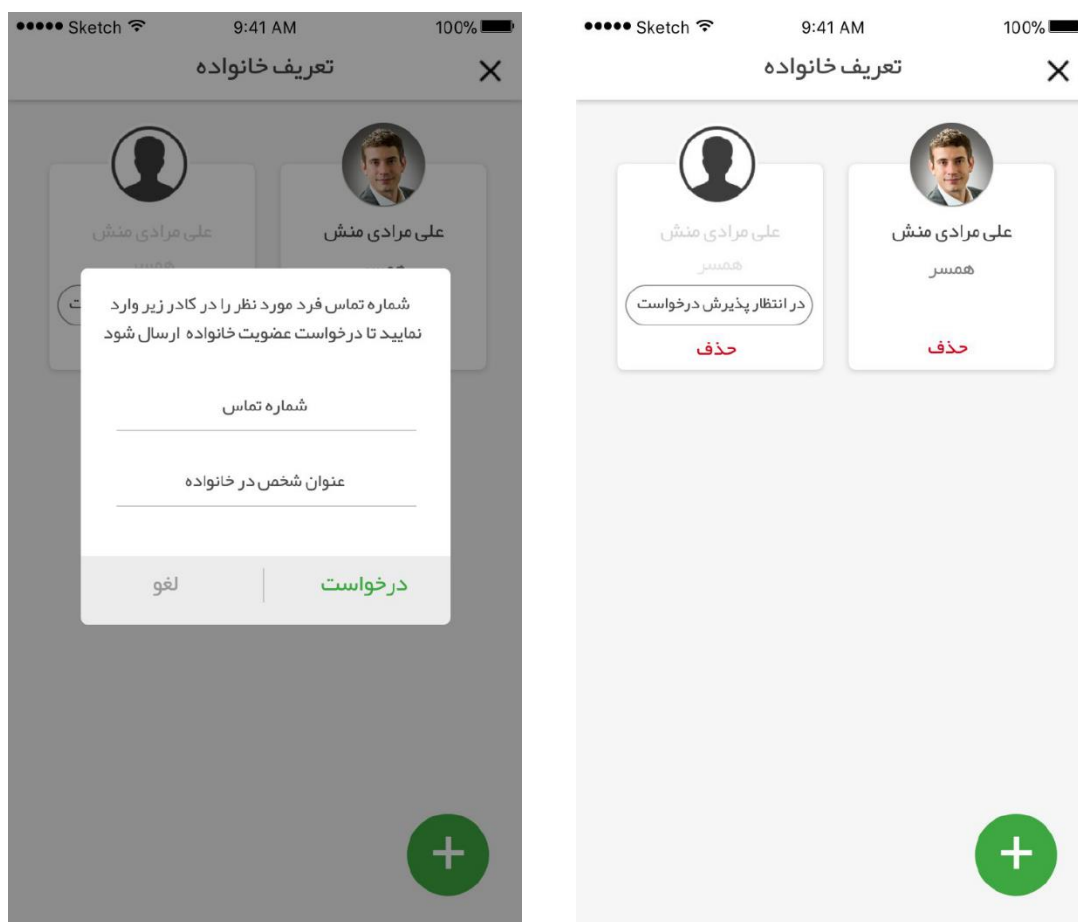 ●●●●● Sketch 9:41 AM 100%
تعریف خانواده
علی مرادی منش
علی مرادی منش
همسر
شماره تماس فرد مورد نظر را در کادر زیر وارد
نمایید تا درخواست عضویت خانواده ارسال شود
شماره تماس
عنوان شخص در خانواده
درخواست
لغو
●●●●● Sketch 9:41 AM 100%
تعریف خانواده
علی مرادی منش
همسر
حذف
علی مرادی منش
همسر
در انتظار پذیرش درخواست
حذف